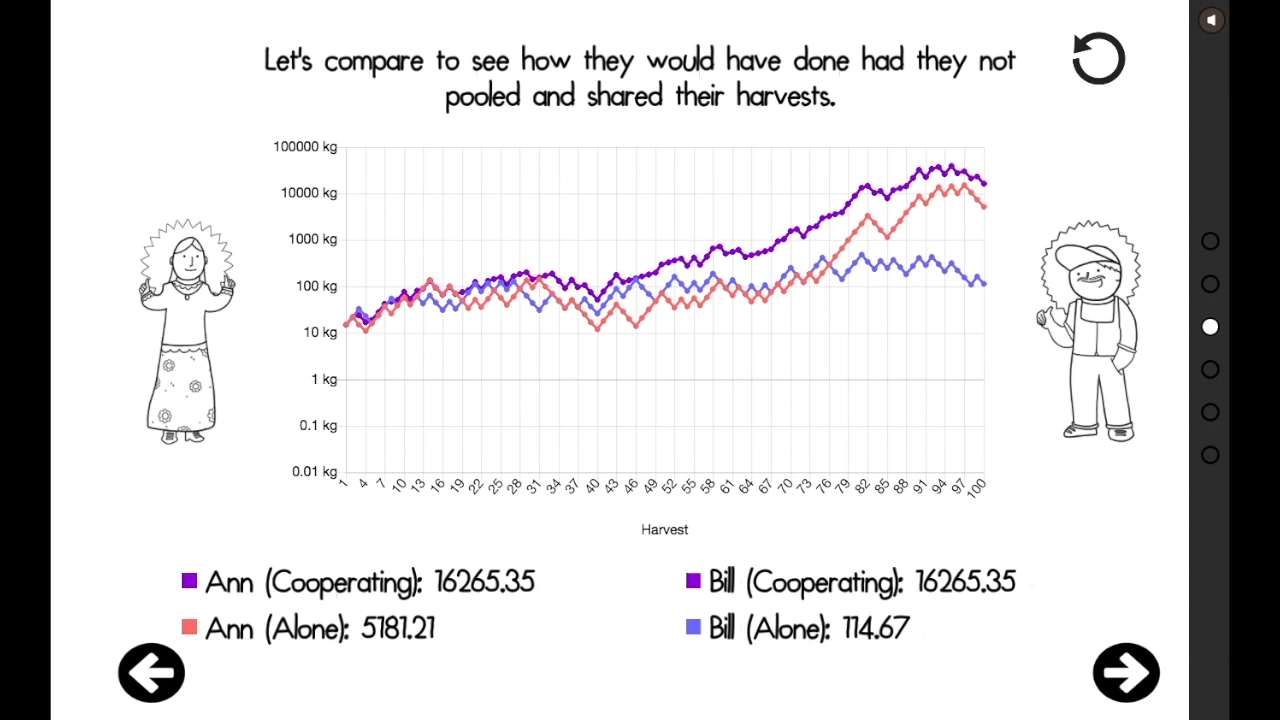 Let's compare to see how they would have done had they not
pooled and shared their harvests.
100000 kg
10000 kg
1000 kg
100 kg
10 kg
1 kg
0.1 kg
0.01 kg
1 4 7 10 13 16 19 22 25 28 31 34 37 40 43 46 49 52 55 58 61 64 67 70 73 76 79 82 85 88 91 94 97 100
Harvest
Ann (Cooperating): 16265.35
Bill (Cooperating): 16265.35
Ann (Alone): 5181.21
Bill (Alone): 114.67